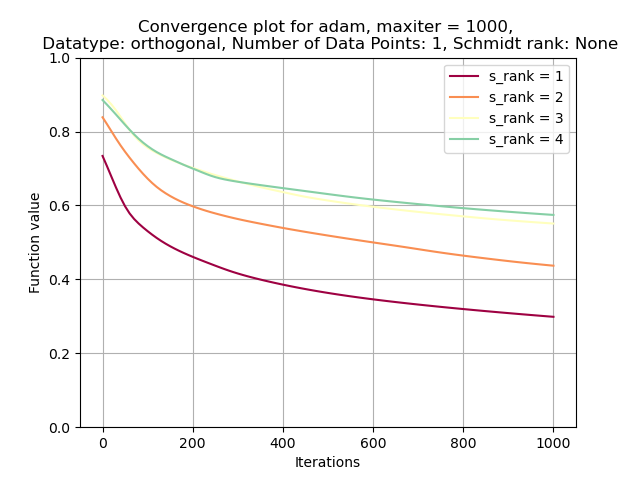 Convergence plot for adam, maxiter = 1000,
Datatype: orthogonal, Number of Data Points: 1, Schmidt rank: None
1.0
0.8
0.6
0.4
0.2
0.0
Function value
s_rank = 1
s_rank = 2
s_rank = 3
s_rank = 4
0 200 400 600 800 1000
Iterations